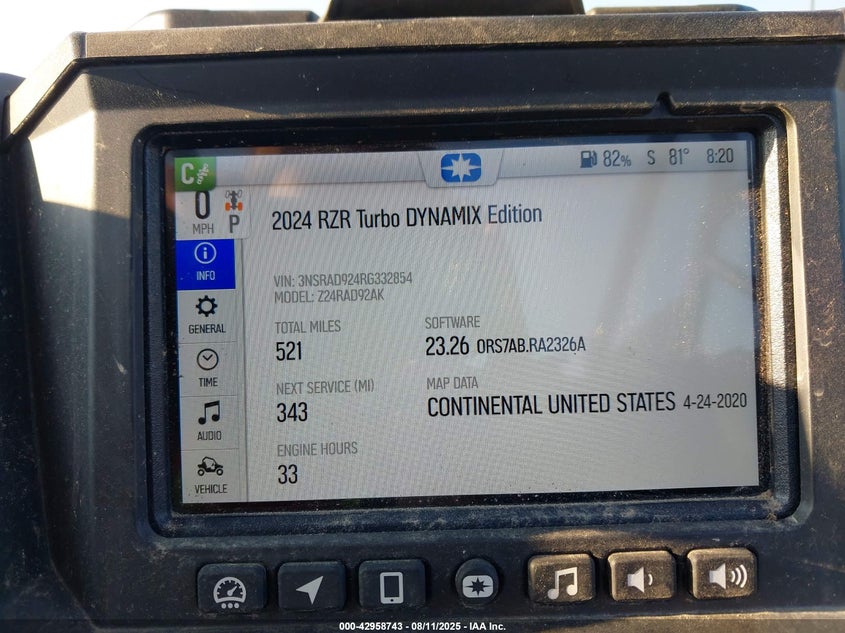 C
82% S 81° 8:20
0
MPH
P
2024 RZR Turbo DYNAMIX Edition
INFO
VIN: 3NSRAD924RG332854
MODEL: Z24RAD92AK
GENERAL
TOTAL MILES
521
SOFTWARE
23.26 ORS7AB.RA2326A
TIME
NEXT SERVICE (MI)
343
MAP DATA
CONTINENTAL UNITED STATES 4-24-2020
AUDIO
ENGINE HOURS
33
VEHICLE
000-42958743 - 08/11/2025 - IAA Inc.